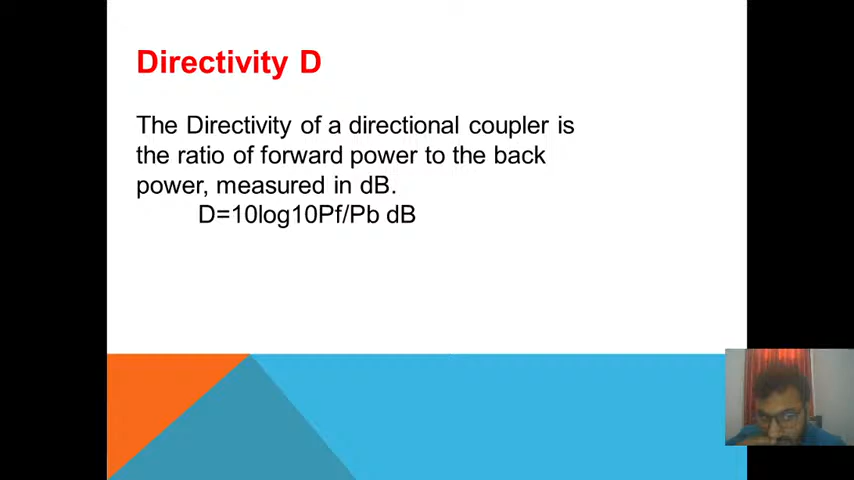 Directivity D
The Directivity of a directional coupler is
the ratio of forward power to the back
power, measured in dB.
D=10log10Pf/Pb dB